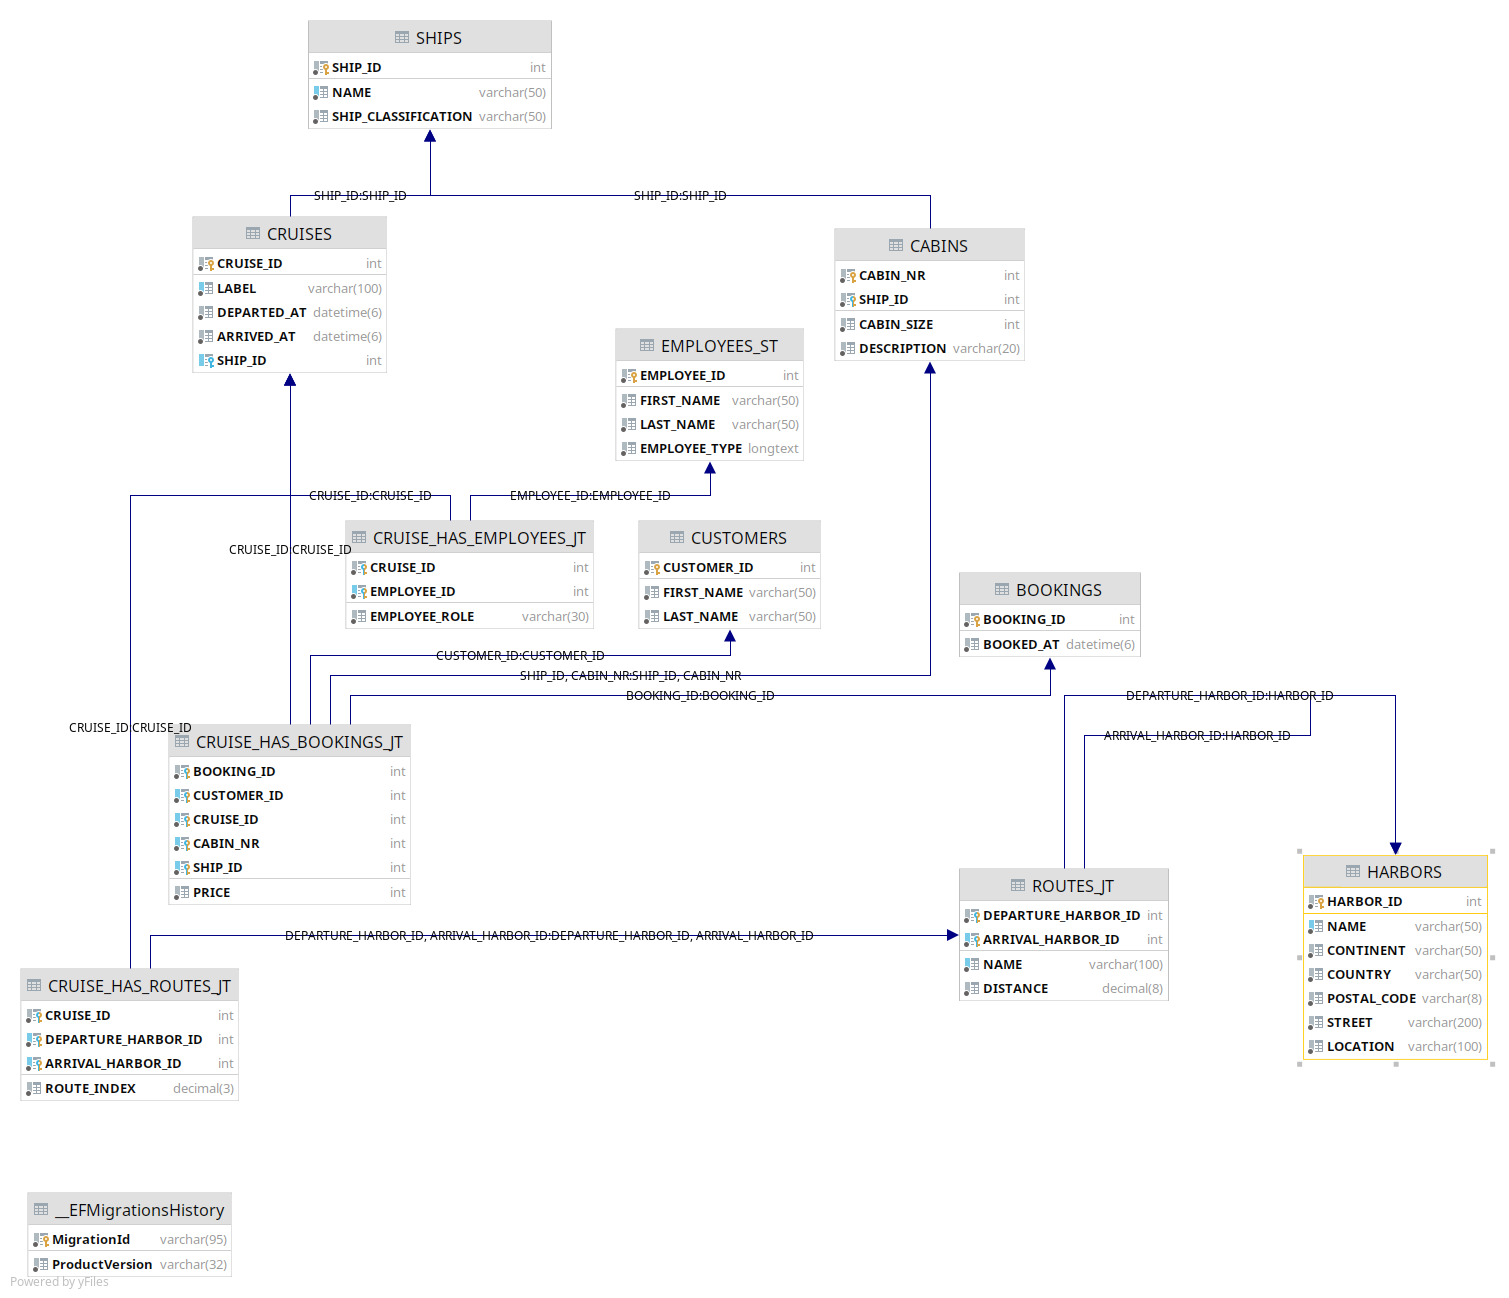 SHIPS
SHIP_ID int
NAME varchar(50)
SHIP_CLASSIFICATION varchar(50)
SHIP_ID:SHIP_ID
SHIP_ID:SHIP_ID
CRUISES
CRUISE_ID int
LABEL varchar(100)
DEPARTED_AT datetime(6)
ARRIVED_AT datetime(6)
SHIP_ID int
CABINS
CABIN_NR int
SHIP_ID int
CABIN_SIZE int
DESCRIPTION varchar(20)
EMPLOYEES_ST
EMPLOYEE_ID int
FIRST_NAME varchar(50)
LAST_NAME varchar(50)
EMPLOYEE_TYPE longtext
CRUISE_ID:CRUISE_ID
EMPLOYEE_ID:EMPLOYEE_ID
CRUISE_ID:CRUISE_ID
CRUISE_HAS_EMPLOYEES_JT
CRUISE_ID int
EMPLOYEE_ID int
EMPLOYEE_ROLE varchar(30)
CUSTOMERS
CUSTOMER_ID int
FIRST_NAME varchar(50)
LAST_NAME varchar(50)
BOOKINGS
BOOKING_ID int
BOOKED_AT datetime(6)
CUSTOMER_ID:CUSTOMER_ID
SHIP_ID, CABIN_NR:SHIP_ID, CABIN_NR
BOOKING_ID:BOOKING_ID
DEPARTURE_HARBOR_ID:HARBOR_ID
ARRIVAL_HARBOR_ID:HARBOR_ID
CRUISE_ID:CRUISE_ID
CRUISE_HAS_BOOKINGS_JT
BOOKING_ID int
CUSTOMER_ID int
CRUISE_ID int
CABIN_NR int
SHIP_ID int
PRICE int
ROUTES_JT
DEPARTURE_HARBOR_ID int
ARRIVAL_HARBOR_ID int
NAME varchar(100)
DISTANCE decimal(8)
HARBORS
HARBOR_ID int
NAME varchar(50)
CONTINENT varchar(50)
COUNTRY varchar(50)
POSTAL_CODE varchar(8)
STREET varchar(200)
LOCATION varchar(100)
DEPARTURE_HARBOR_ID, ARRIVAL_HARBOR_ID:DEPARTURE_HARBOR_ID, ARRIVAL_HARBOR_ID
CRUISE_HAS_ROUTES_JT
CRUISE_ID int
DEPARTURE_HARBOR_ID int
ARRIVAL_HARBOR_ID int
ROUTE_INDEX decimal(3)
__EFMigrationsHistory
MigrationId varchar(95)
ProductVersion varchar(32)
Powered by yFiles